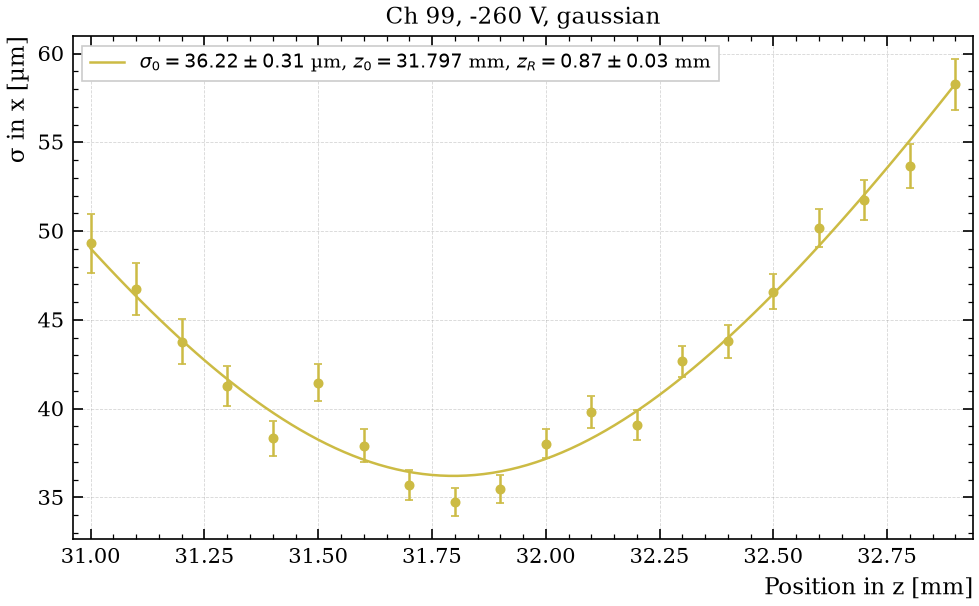 Ch 99, -260 V, gaussian
σ₀ = 36.22 ± 0.31 µm, z₀ = 31.797 mm, z_R = 0.87 ± 0.03 mm
σ in x [µm]
60
55
50
45
40
35
31.00 31.25 31.50 31.75 32.00 32.25 32.50 32.75
Position in z [mm]